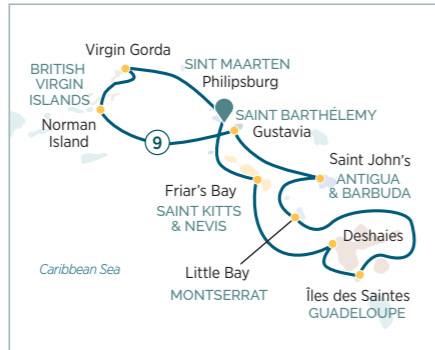 Virgin Gorda
BRITISH
VIRGIN
ISLANDS
Norman
Island
SINT MAARTEN
Philipsburg
SAINT BARTHÉLEMY
Gustavia
9
Saint John's
ANTIGUA
& BARBUDA
Friar's Bay
SAINT KITTS
& NEVIS
Deshaies
Caribbean Sea
Little Bay
MONTSERRAT
Îles des Saintes
GUADELOUPE